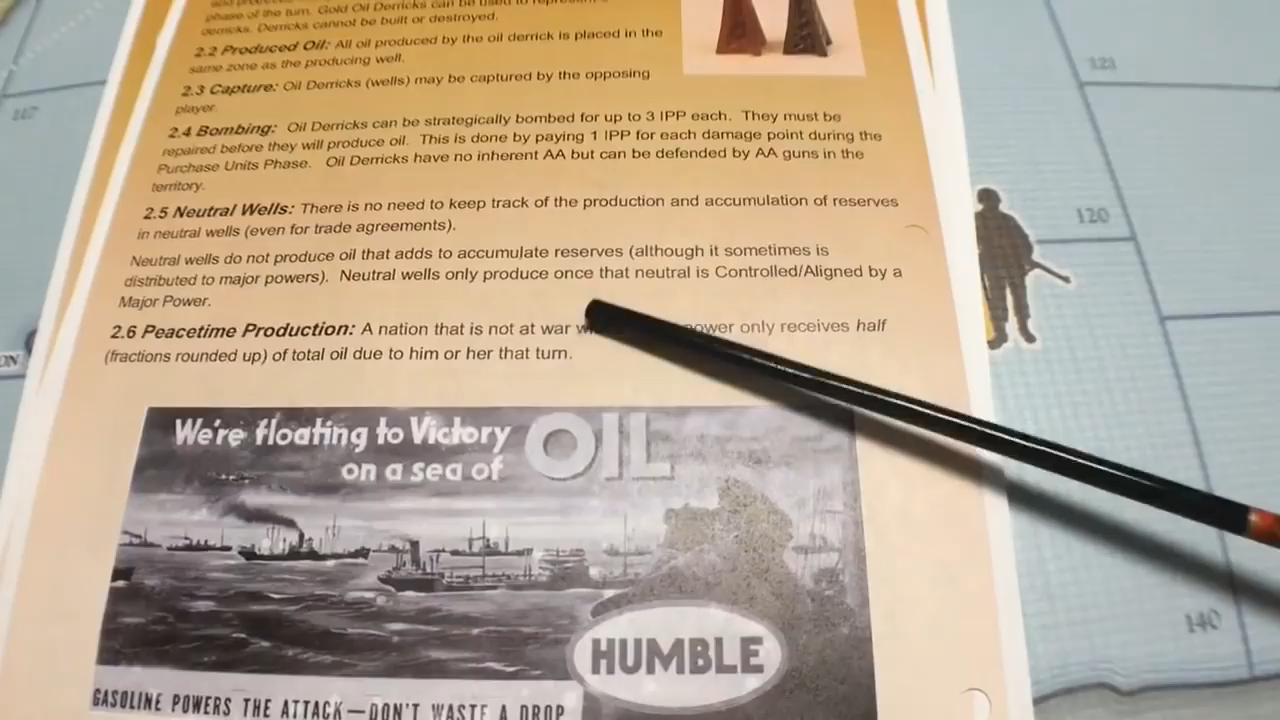 phase of the turn. Gold Oil Derricks can be used to
derricks. Derricks cannot be built or destroyed.
2.2 Produced Oil: All oil produced by the oil derrick is placed in the
same zone as the producing well.
2.3 Capture: Oil Derricks (wells) may be captured by the opposing
player.
2.4 Bombing: Oil Derricks can be strategically bombed for up to 3 IPP each. They must be
repaired before they will produce oil. This is done by paying 1 IPP for each damage point during the
Purchase Units Phase. Oil Derricks have no inherent AA but can be defended by AA guns in the
territory.
2.5 Neutral Wells: There is no need to keep track of the production and accumulation of reserves
in neutral wells (even for trade agreements).
Neutral wells do not produce oil that adds to accumulate reserves (although it sometimes is
distributed to major powers). Neutral wells only produce once that neutral is Controlled/Aligned by a
Major Power.
2.6 Peacetime Production: A nation that is not at war power only receives half
(fractions rounded up) of total oil due to him or her that turn.
We're floating to Victory
on a sea of OIL
HUMBLE
GASOLINE POWERS THE ATTACK—DON'T WASTE A DROP
117
121
120
140
ON